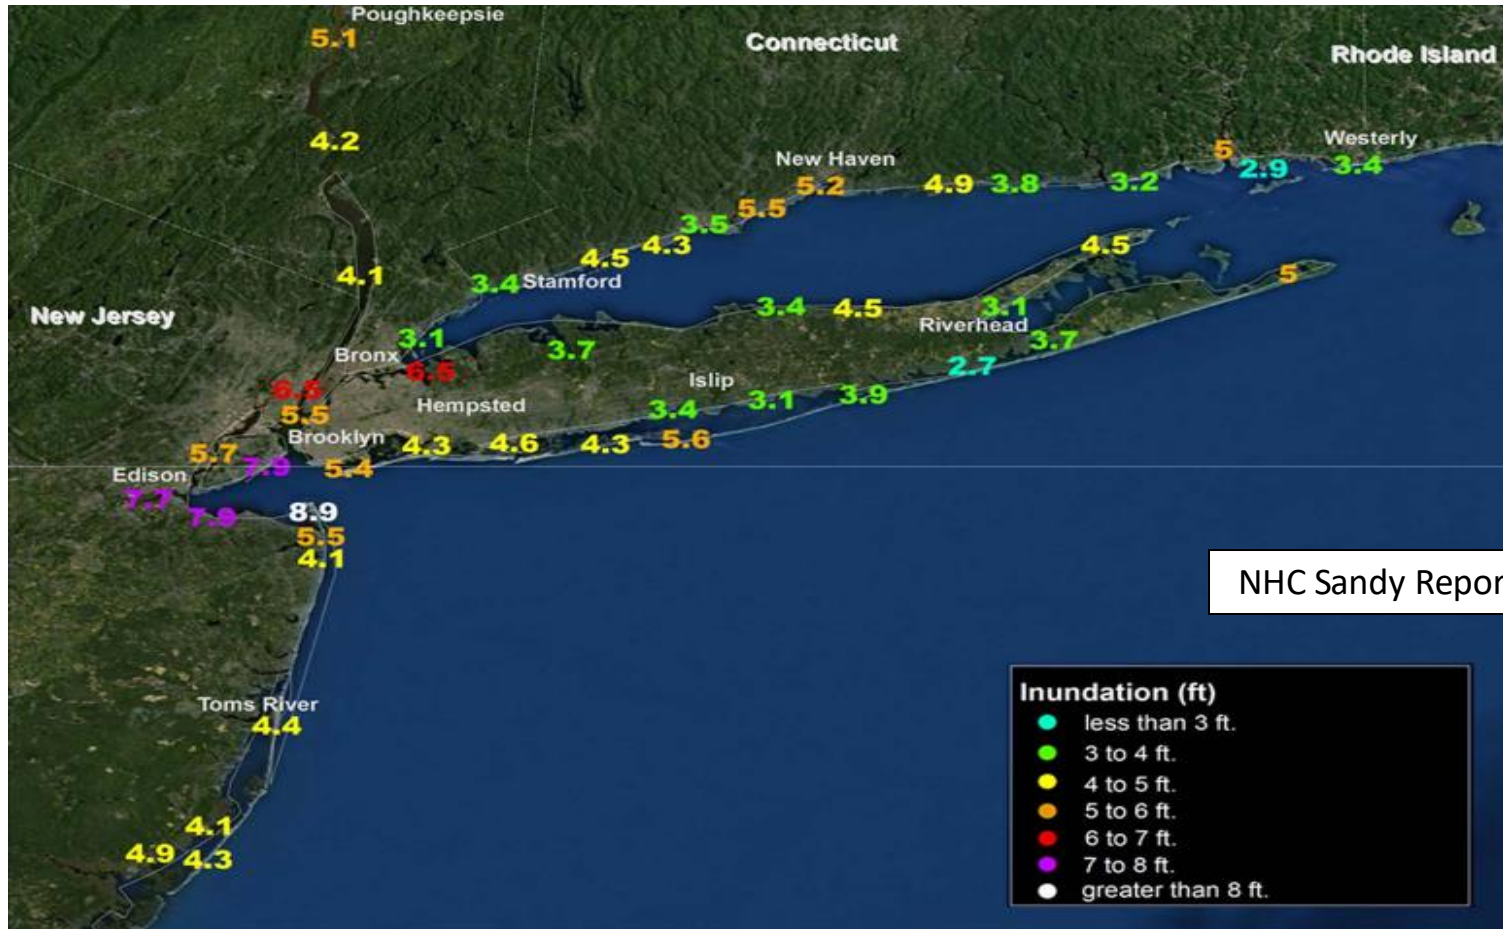 Poughkeepsie
5.1
Connecticut
Rhode Island
4.2
Westerly
5
New Haven
2.9
3.4
5.2
4.9
3.8
3.2
5.5
3.5
4.3
4.5
4.5
3.4
Stamford
4.1
5
New Jersey
3.4
4.5
3.1
Riverhead
3.1
3.7
3.7
Bronx
6.5
2.7
Islip
6.5
3.9
3.1
Hempsted
3.4
5.5
Brooklyn
5.6
4.3
4.6
4.3
5.7
7.9
5.4
Edison
7.7
7.9
8.9
5.5
4.1
NHC Sandy Repor
Toms River
4.4
4.1
4.9
4.3
Inundation (ft)
less than 3 ft.
3 to 4 ft.
4 to 5 ft.
5 to 6 ft.
6 to 7 ft.
7 to 8 ft.
greater than 8 ft.